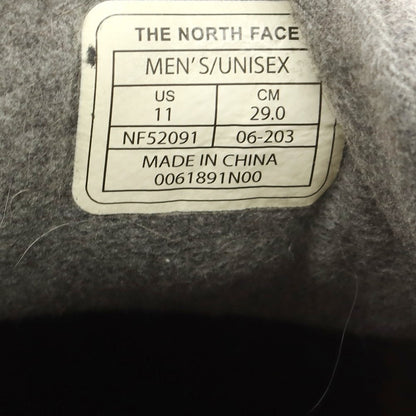 THE NORTH FACE
MEN'S/UNISEX
US CM
11 29.0
NF52091 06-203
MADE IN CHINA
0061891N00